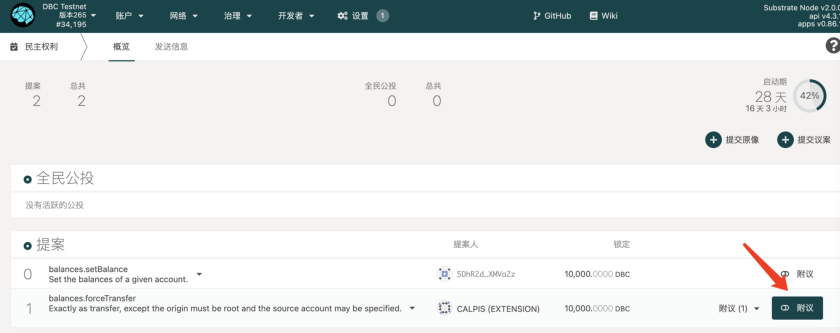 DBC Testnet
版本265
#34,195
账户
网络
治理
开发者
设置 1
GitHub
Wiki
Substrate Node v2.0.0
api v4.3.
apps v0.86.
民主权利
概览
发送信息
提案 总共
2 2
全民公投 总共
0 0
启动期
28 天
16 天 3 小时
42%
提交原像
提交议案
全民公投
没有活跃的公投
提案 提案人 锁定
0 balances.setBalance
Set the balances of a given account.
5DhRZd…XMVaZz 10,000.0000 DBC 附议
1 balances.forceTransfer
Exactly as transfer, except the origin must be root and the source account may be specified.
CALPIS (EXTENSION) 10,000.0000 DBC 附议 (1) 附议